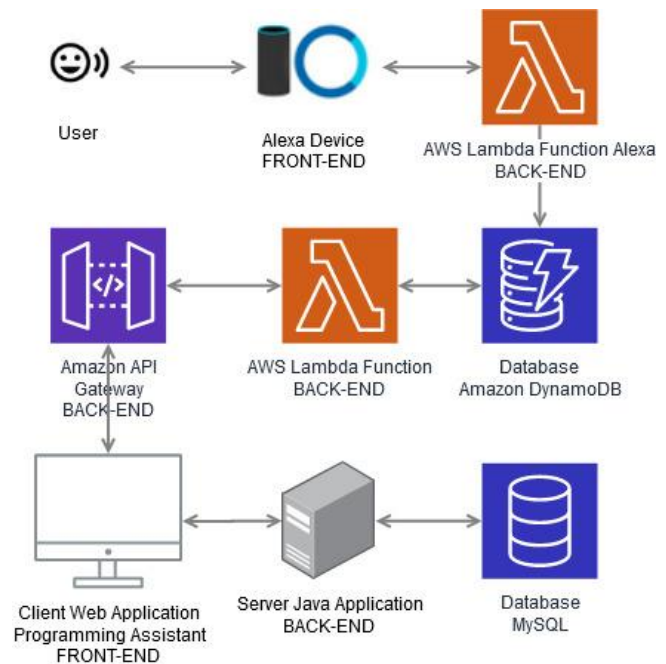 User
Alexa Device
FRONT-END
AWS Lambda Function Alexa
BACK-END
</>
Amazon API
Gateway
BACK-END
AWS Lambda Function
BACK-END
Database
Amazon DynamoDB
Client Web Application
Programming Assistant
FRONT-END
Server Java Application
BACK-END
Database
MySQL